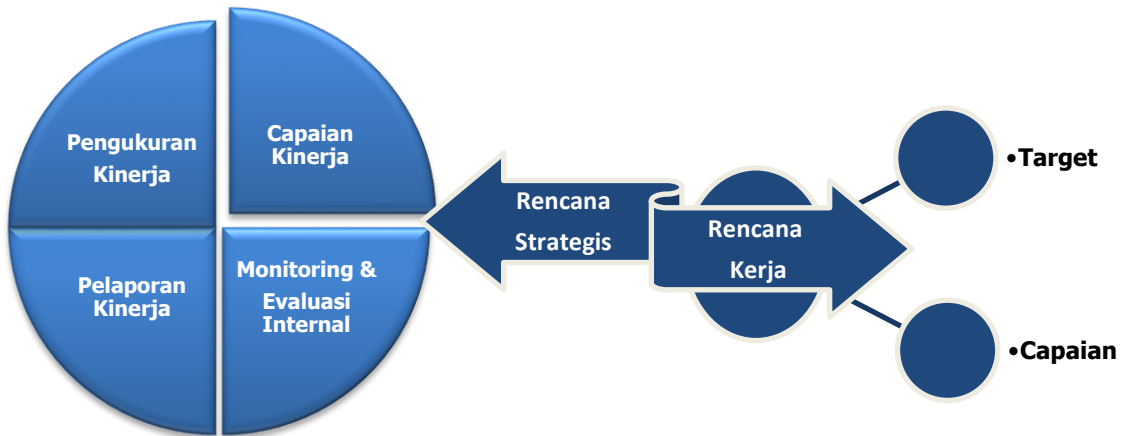 Pengukuran
Kinerja
Capaian
Kinerja
Pelaporan
Kinerja
Monitoring &
Evaluasi
Internal
Rencana
Strategis
Rencana
Kerja
•Target
•Capaian